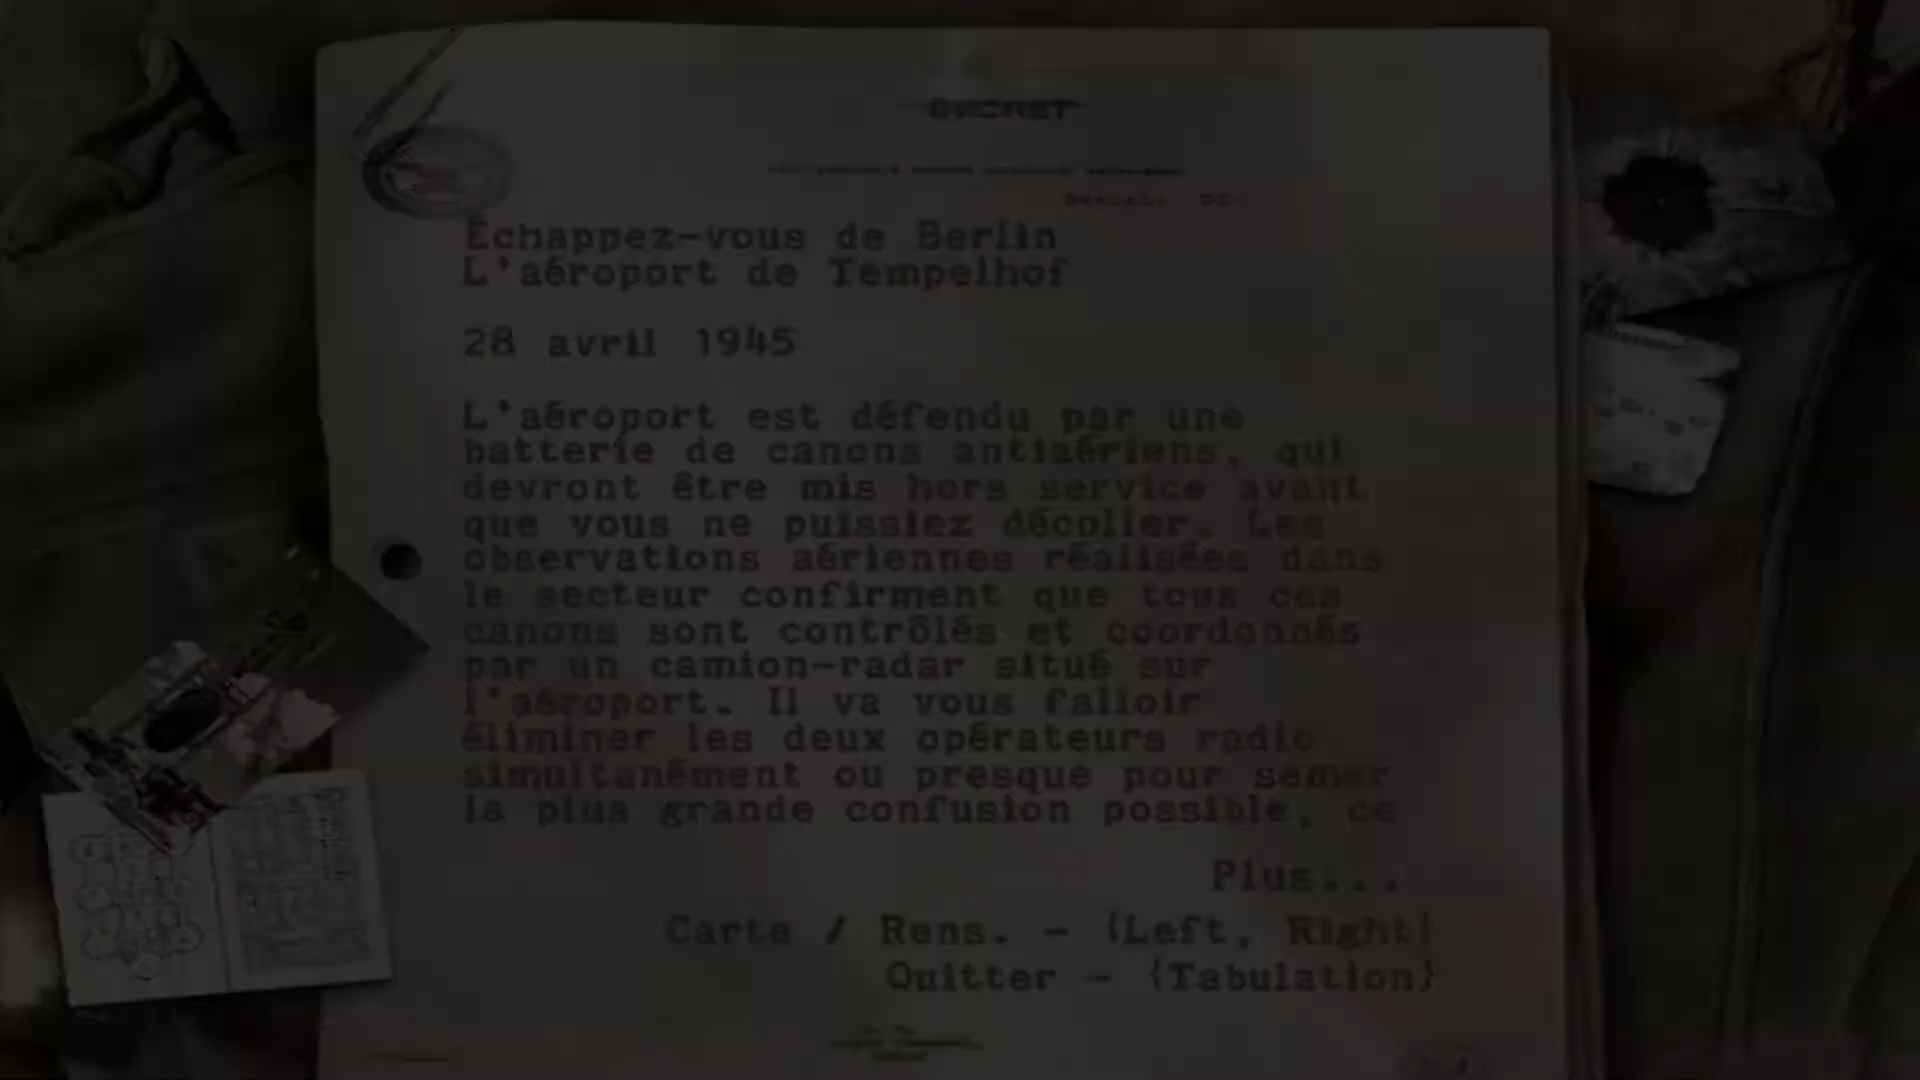 SECRET
Échappez-vous de Berlin
L'aéroport de Tempelhof
28 avril 1945
L'aéroport est défendu par une
batterie de canons antiaériens, qui
devront être mis hors service avant
que vous ne puissiez décoller. Les
observations aériennes réalisées dans
le secteur confirment que tous ces
canons sont contrôlés et coordonnés
par un camion-radar situé sur
l'aéroport. Il va vous falloir
éliminer les deux opérateurs radio
simultanément ou presque pour semer
la plus grande confusion possible, ce
Plus...
Carte / Rens. - {Left, Right}
Quitter - {Tabulation}